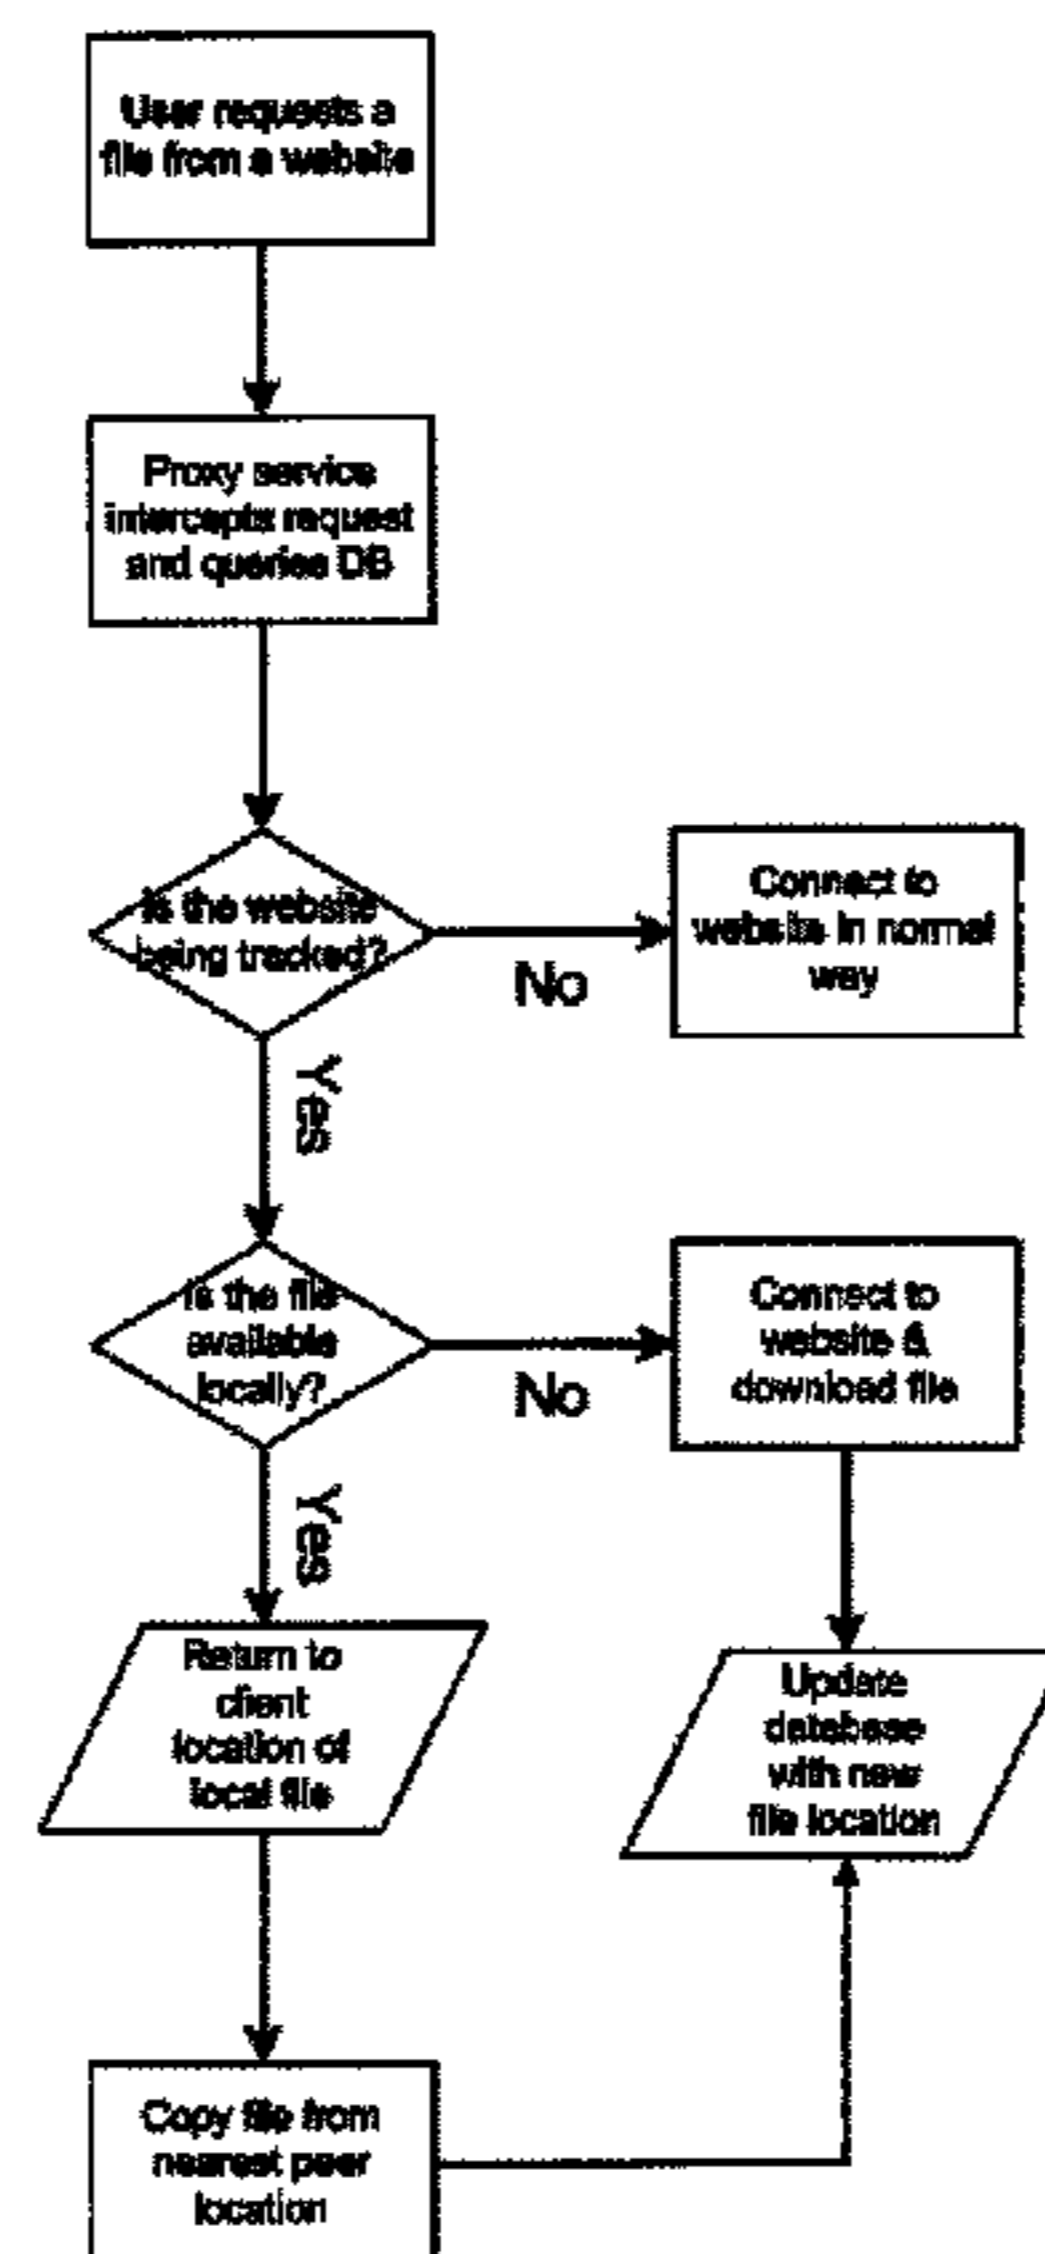 User requests a
file from a website
Proxy service
intercepts request
and queries DB
Is the website
being tracked?
No
Connect to
website in normal
way
Yes
Is the file
available
locally?
No
Connect to
website &
download file
Yes
Return to
client
location of
local file
Update
database
with new
file location
Copy file from
nearest peer
location